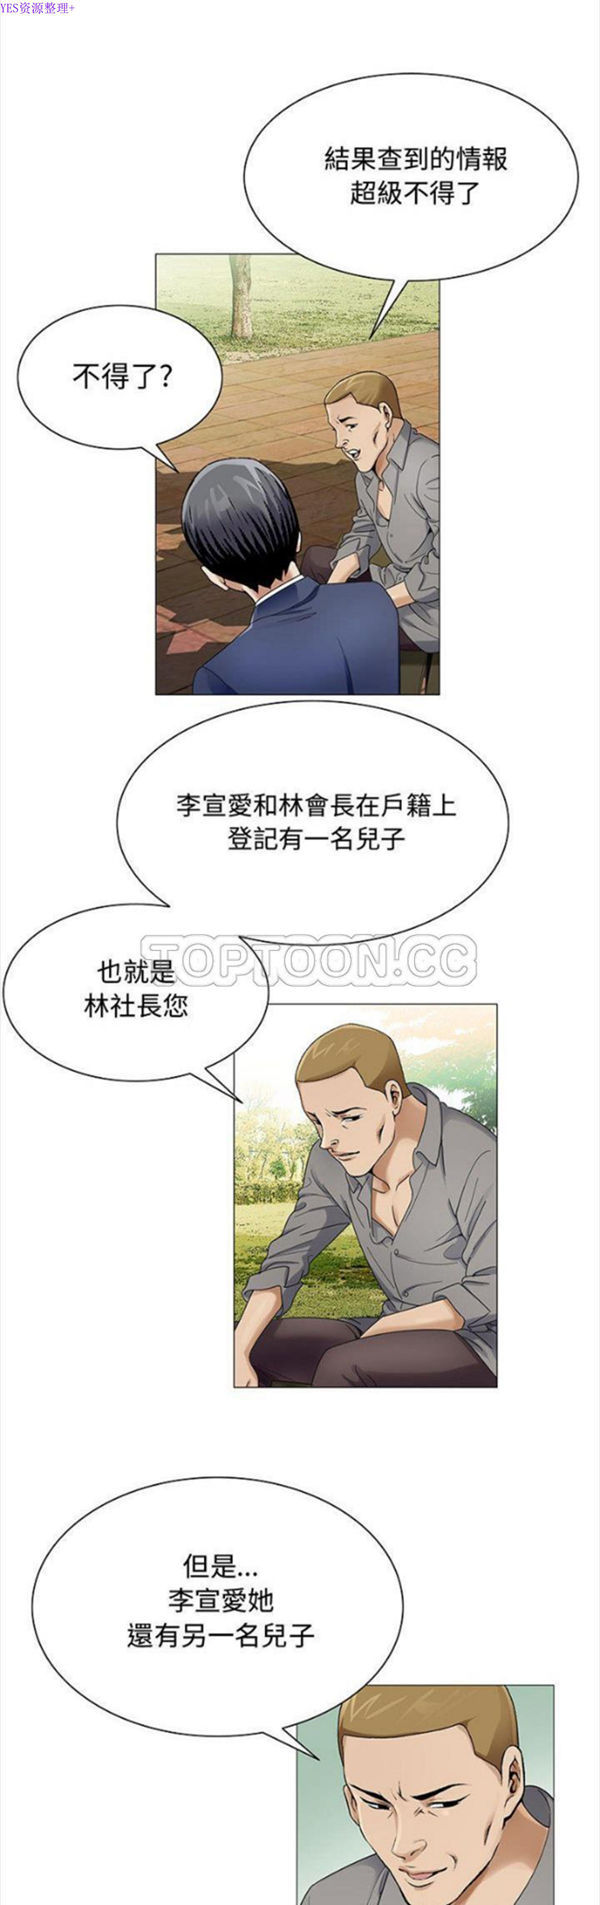 YES资源整理+
結果查到的情報
超級不得了
不得了?
李宣愛和林會長在戶籍上
登記有一名兒子
TOPTOON.CC
也就是
林社長您
但是...
李宣愛她
還有另一名兒子